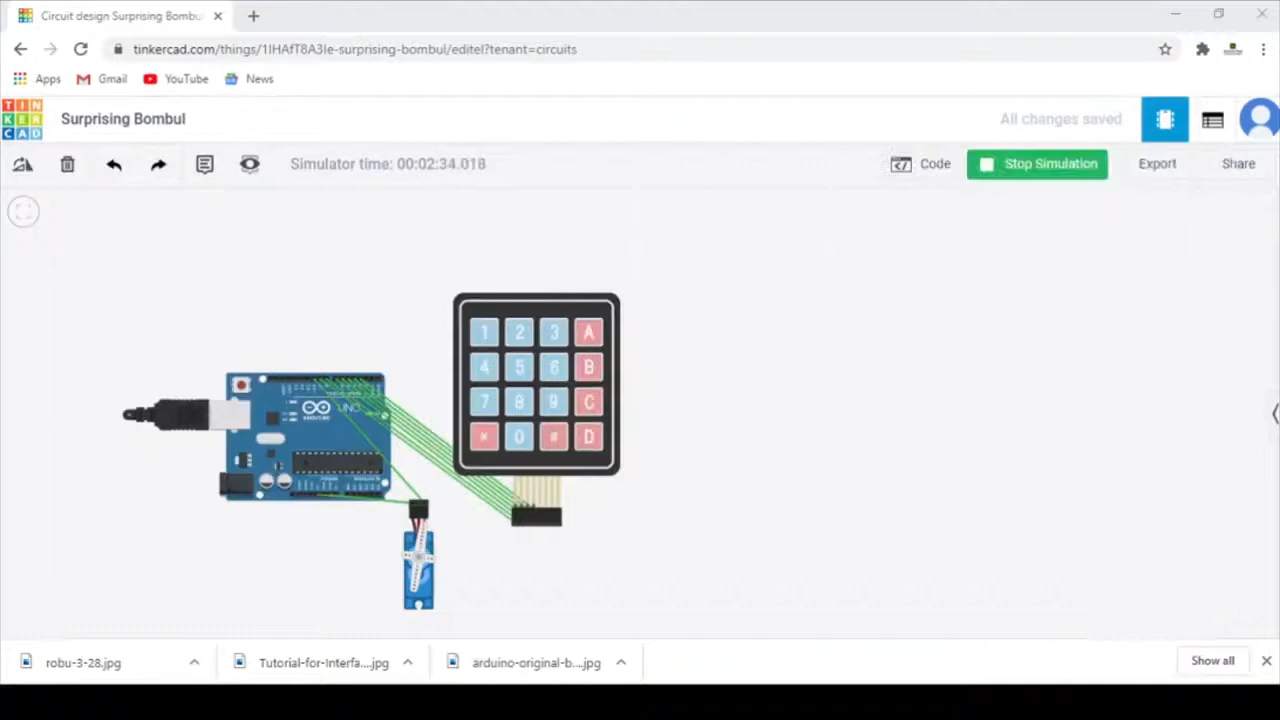 Circuit design Surprising Bombul
tinkercad.com/things/1IHAfT8A3Ie-surprising-bombul/editel?tenant=circuits
Apps Gmail YouTube News
TIN
KER
CAD
Surprising Bombul
All changes saved
Simulator time: 00:02:34.018
Code
Stop Simulation
Export
Share
1 2 3 A
4 5 6 B
7 8 9 C
* 0 # D
UNO
robu-3-28.jpg
Tutorial-for-Interfa....jpg
arduino-original-b....jpg
Show all